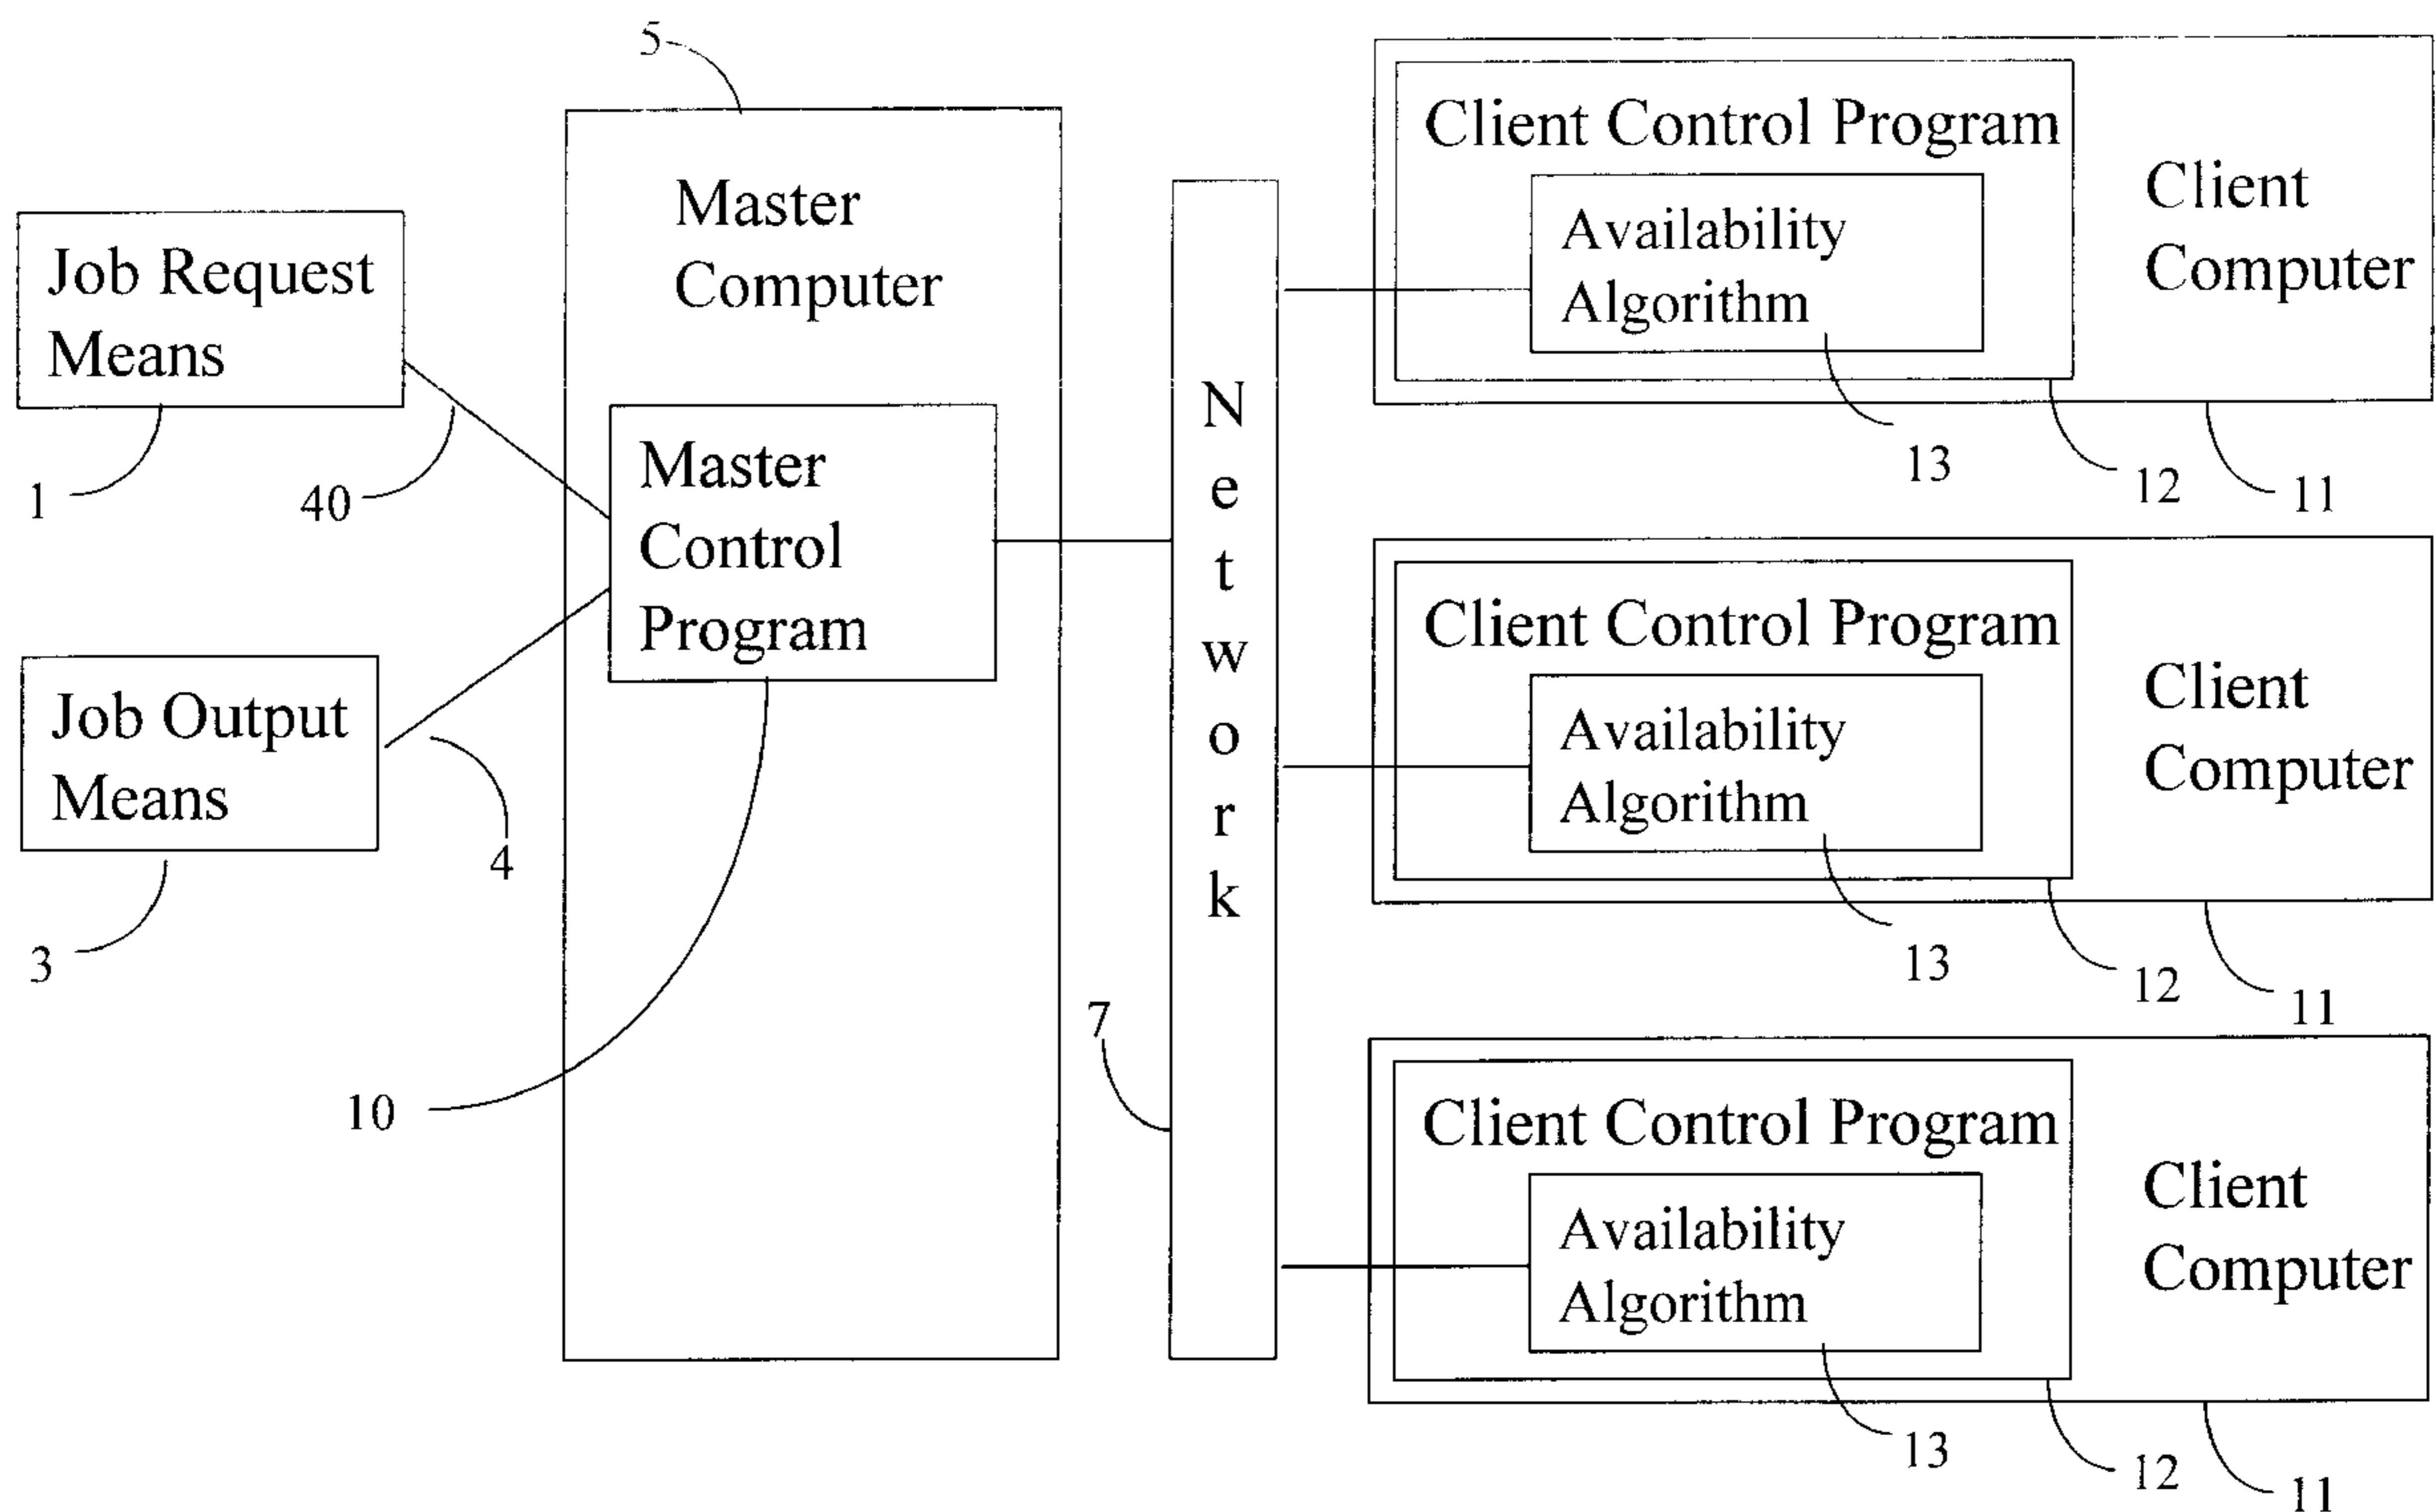 5
Master
Computer
Job Request
Means
1
40
Master
Control
Program
Job Output
Means
3
4
10
N
e
t
w
o
r
k
7
Client Control Program
Availability
Algorithm
Client
Computer
13
12
11
Client Control Program
Availability
Algorithm
Client
Computer
13
12
11
Client Control Program
Availability
Algorithm
Client
Computer
13
12
11